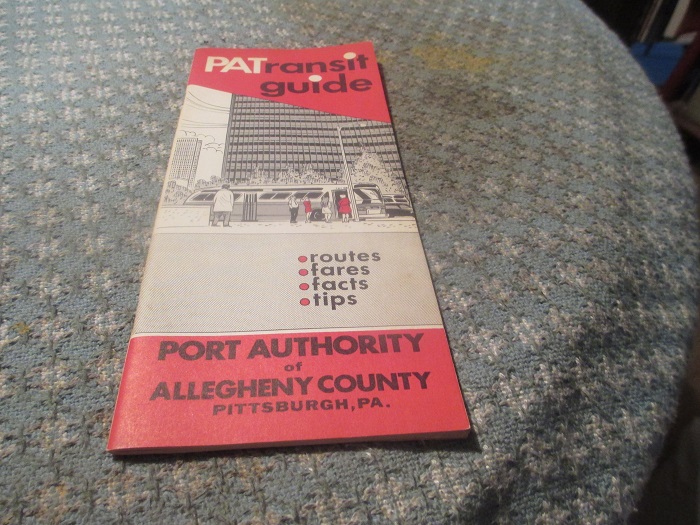 PATransit
guide
•routes
•fares
•facts
•tips
PORT AUTHORITY
of
ALLEGHENY COUNTY
PITTSBURGH, PA.